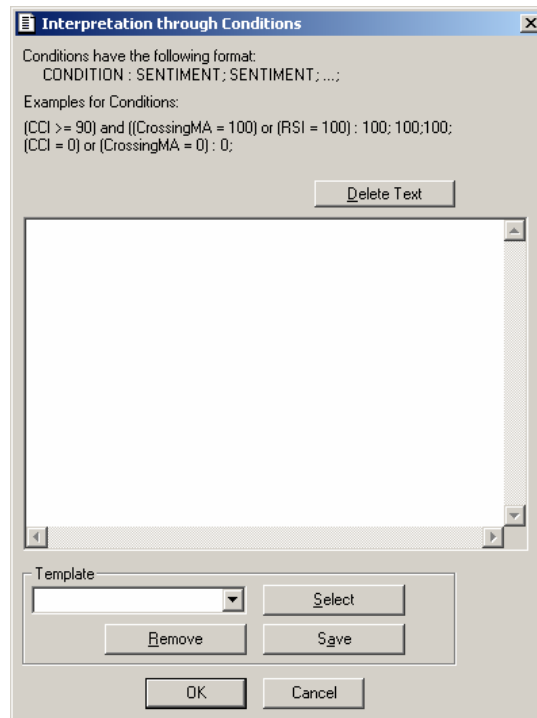 Interpretation through Conditions
Conditions have the following format:
CONDITION : SENTIMENT; SENTIMENT; ...;
Examples for Conditions:
(CCI >= 90) and ((CrossingMA = 100) or (RSI = 100) : 100; 100;100;
(CCI = 0) or (CrossingMA = 0) : 0;
Delete Text
Template
Select
Remove Save
OK Cancel